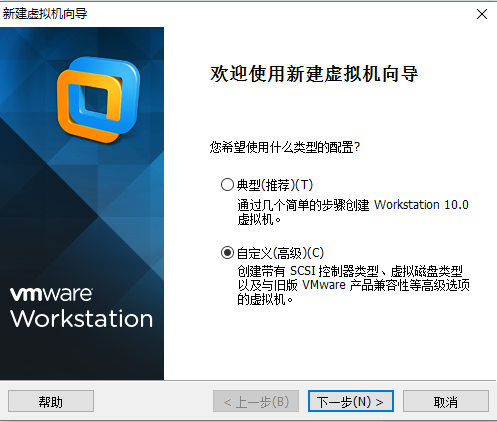 新建虚拟机向导
欢迎使用新建虚拟机向导
您希望使用什么类型的配置?
典型(推荐)(T)
通过几个简单的步骤创建 Workstation 10.0
虚拟机。
自定义(高级)(C)
创建带有 SCSI 控制器类型、虚拟磁盘类型
以及与旧版 VMware 产品兼容性等高级选项
的虚拟机。
vmware
Workstation
帮助
< 上一步(B)
下一步(N) >
取消